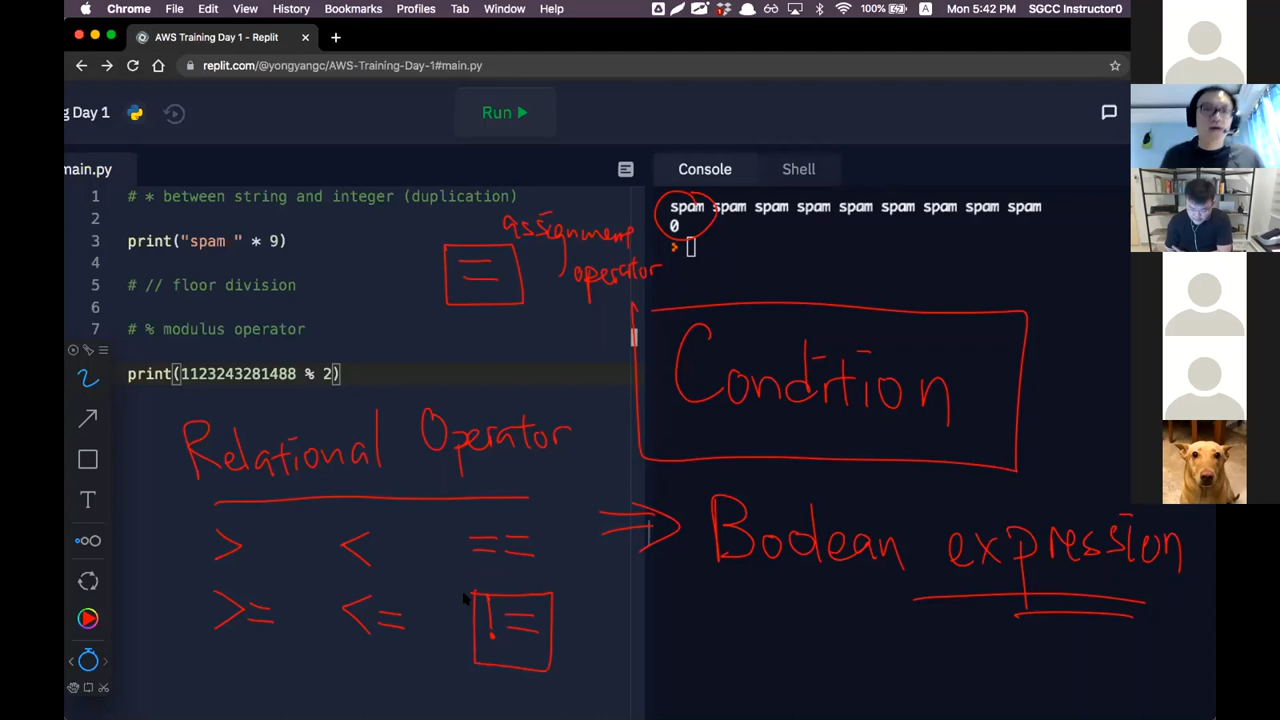 Chrome File Edit View History Bookmarks Profiles Tab Window Help 100% A Mon 5:42 PM SGCC Instructor0
AWS Training Day 1 - Replit
replit.com/@yongyangc/AWS-Training-Day-1#main.py
g Day 1
Run
main.py
Console Shell
1 # * between string and integer (duplication)
2
3 print("spam " * 9)
4
5 # // floor division
6
7 # % modulus operator
print(1123243281488 % 2)
spam spam spam spam spam spam spam spam spam
0
>
assignment
operator
=
Condition
Relational Operator
> < ==
>= <= !=
=> Boolean expression
T